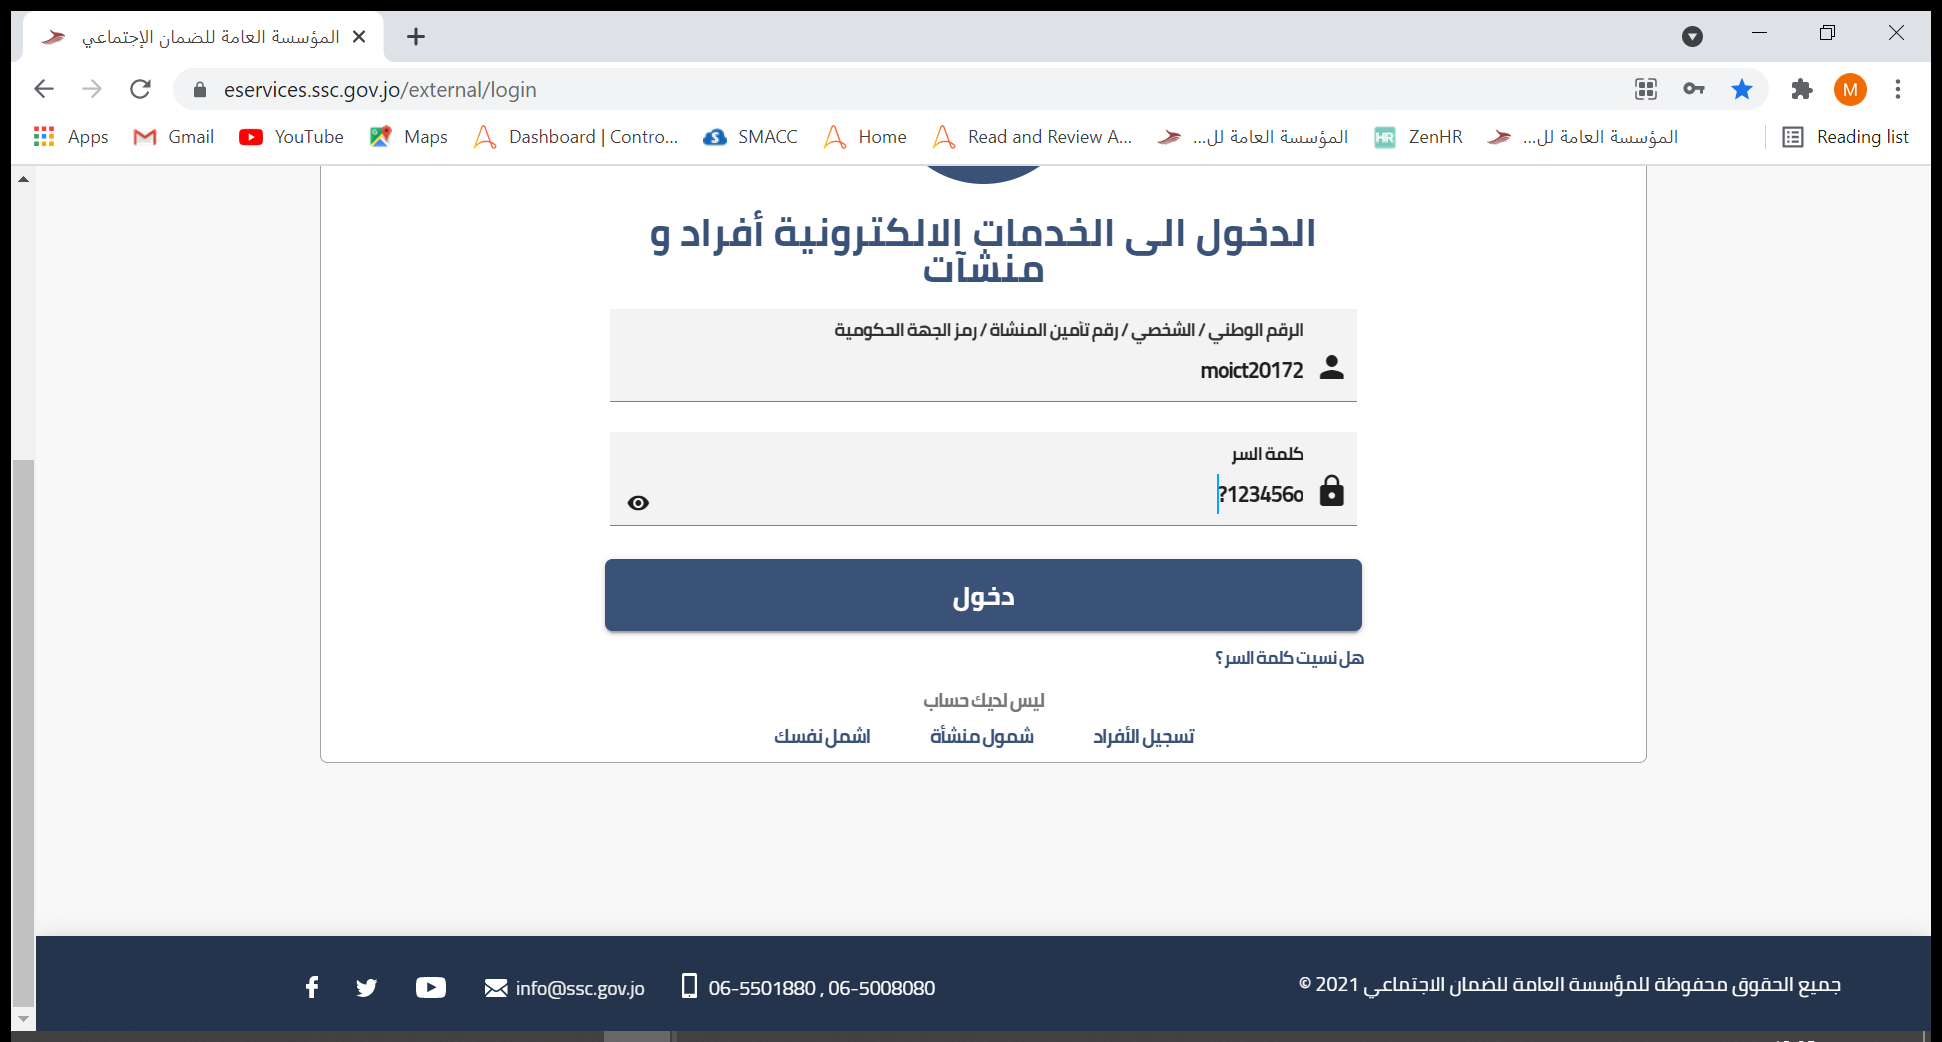 المؤسسة العامة للضمان الإجتماعي
eservices.ssc.gov.jo/external/login
M
Apps Gmail YouTube Maps Dashboard | Contro... SMACC Home Read and Review A... المؤسسة العامة لل... ZenHR المؤسسة العامة لل... Reading list
الدخول الى الخدمات الالكترونية أفراد و
منشآت
الرقم الوطني / الشخصي / رقم تأمين المنشاة / رمز الجهة الحكومية
moict20172
كلمة السر
?123456o
دخول
هل نسيت كلمة السر ؟
ليس لديك حساب
تسجيل الأفراد شمول منشأة اشمل نفسك
info@ssc.gov.jo 06-5501880 , 06-5008080 جميع الحقوق محفوظة للمؤسسة العامة للضمان الاجتماعي 2021 ©